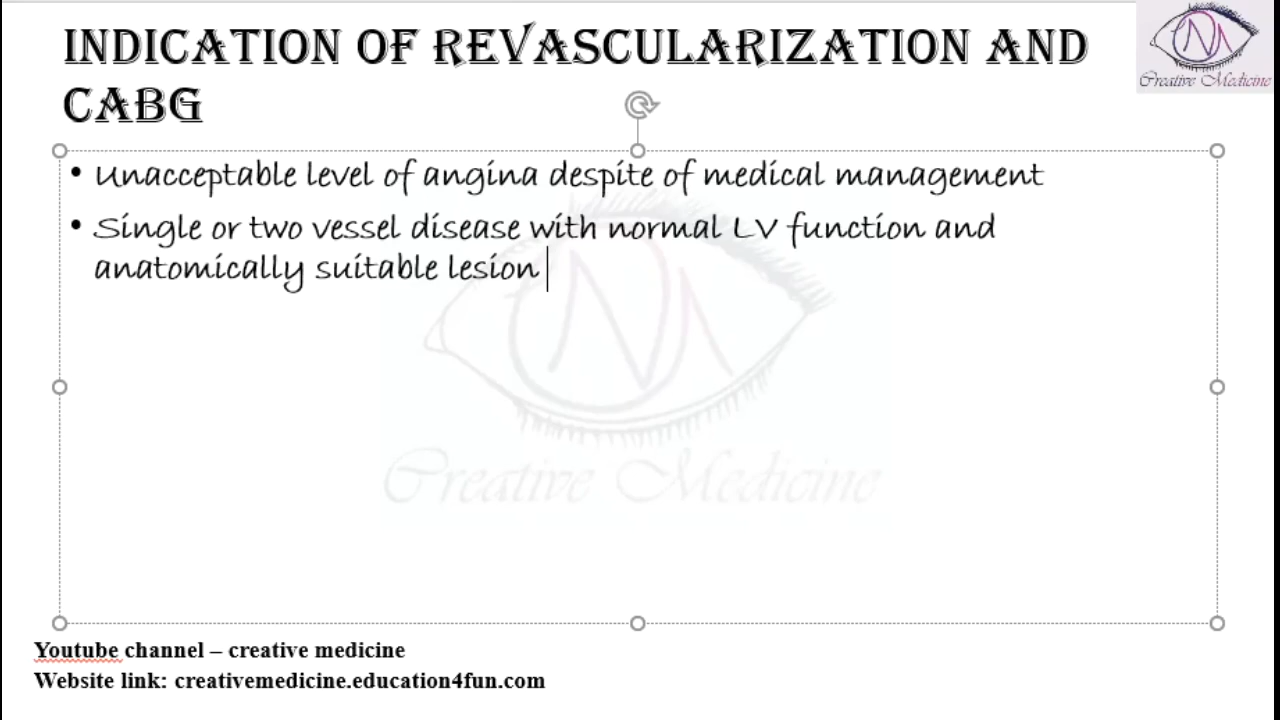 INDICATION OF REVASCULARIZATION AND
CABG
Creative Medicine
• Unacceptable level of angina despite of medical management
• Single or two vessel disease with normal LV function and
anatomically suitable lesion
Creative Medicine
Youtube channel – creative medicine
Website link: creativemedicine.education4fun.com